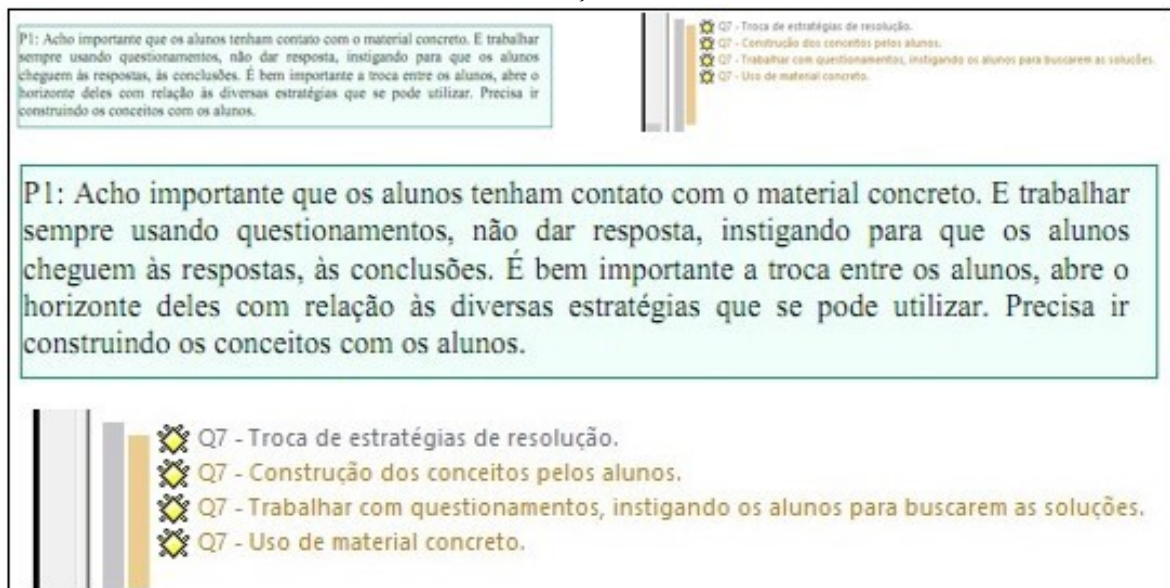 P1: Acho importante que os alunos tenham contato com o material concreto. E trabalhar
sempre usando questionamentos, não dar resposta, instigando para que os alunos
cheguem às respostas, às conclusões. É bem importante a troca entre os alunos, abre o
horizonte deles com relação às diversas estratégias que se pode utilizar. Precisa ir
construindo os conceitos com os alunos.
Q7 - Troca de estratégias de resolução.
Q7 - Construção dos conceitos pelos alunos.
Q7 - Trabalhar com questionamentos, instigando os alunos para buscarem as soluções.
Q7 - Uso de material concreto.
P1: Acho importante que os alunos tenham contato com o material concreto. E trabalhar
sempre usando questionamentos, não dar resposta, instigando para que os alunos
cheguem às respostas, às conclusões. É bem importante a troca entre os alunos, abre o
horizonte deles com relação às diversas estratégias que se pode utilizar. Precisa ir
construindo os conceitos com os alunos.
Q7 - Troca de estratégias de resolução.
Q7 - Construção dos conceitos pelos alunos.
Q7 - Trabalhar com questionamentos, instigando os alunos para buscarem as soluções.
Q7 - Uso de material concreto.